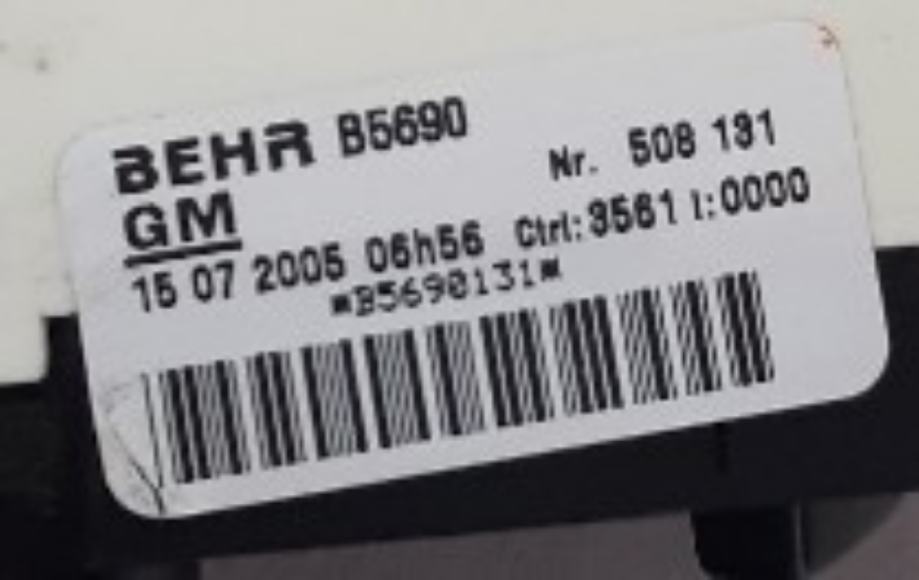 BEHR B5690
Nr. 508 131
GM
15 07 2005 06h56 Ctrl:3561 l:0000
*B5690131*